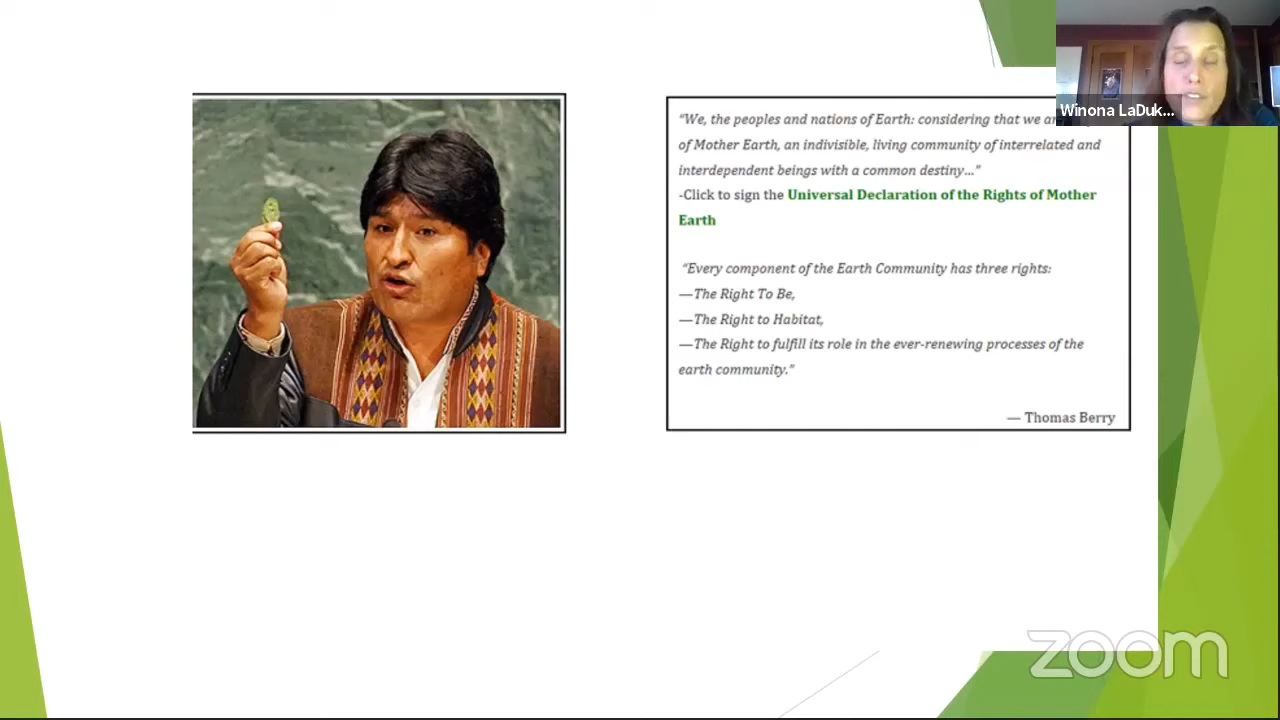 Winona LaDuk...
“We, the peoples and nations of Earth: considering that we are
of Mother Earth, an indivisible, living community of interrelated and
interdependent beings with a common destiny…”
-Click to sign the Universal Declaration of the Rights of Mother
Earth
“Every component of the Earth Community has three rights:
—The Right To Be,
—The Right to Habitat,
—The Right to fulfill its role in the ever-renewing processes of the
earth community.”
— Thomas Berry
zoom